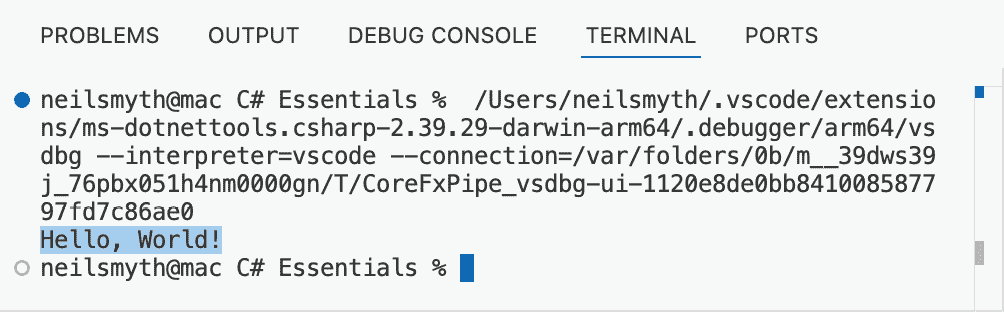 PROBLEMS OUTPUT DEBUG CONSOLE TERMINAL PORTS
neilsmyth@mac C# Essentials %  /Users/neilsmyth/.vscode/extensio
ns/ms-dotnettools.csharp-2.39.29-darwin-arm64/.debugger/arm64/vs
dbg --interpreter=vscode --connection=/var/folders/0b/m__39dws39
j_76pbx051h4nm0000gn/T/CoreFxPipe_vsdbg-ui-1120e8de0bb8410085877
97fd7c86ae0
Hello, World!
neilsmyth@mac C# Essentials %